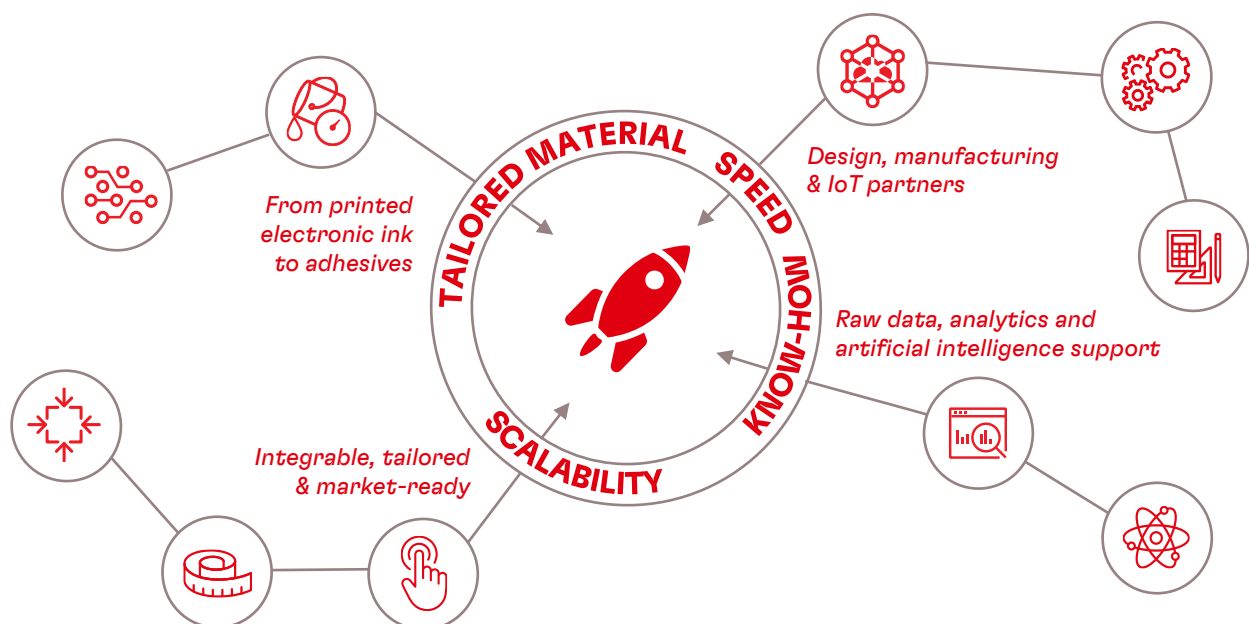 TAILORED MATERIAL
SPEED
KNOW-HOW
SCALABILITY
From printed
electronic ink
to adhesives
Design, manufacturing
& IoT partners
Raw data, analytics and
artificial intelligence support
Integrable, tailored
& market-ready